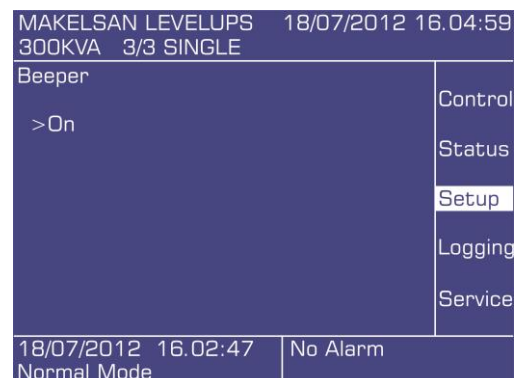 MAKELSAN LEVELUPS 18/07/2012 16.04:59
300KVA 3/3 SINGLE
Beeper
>On
Control
Status
Setup
Logging
Service
18/07/2012 16.02:47 No Alarm
Normal Mode